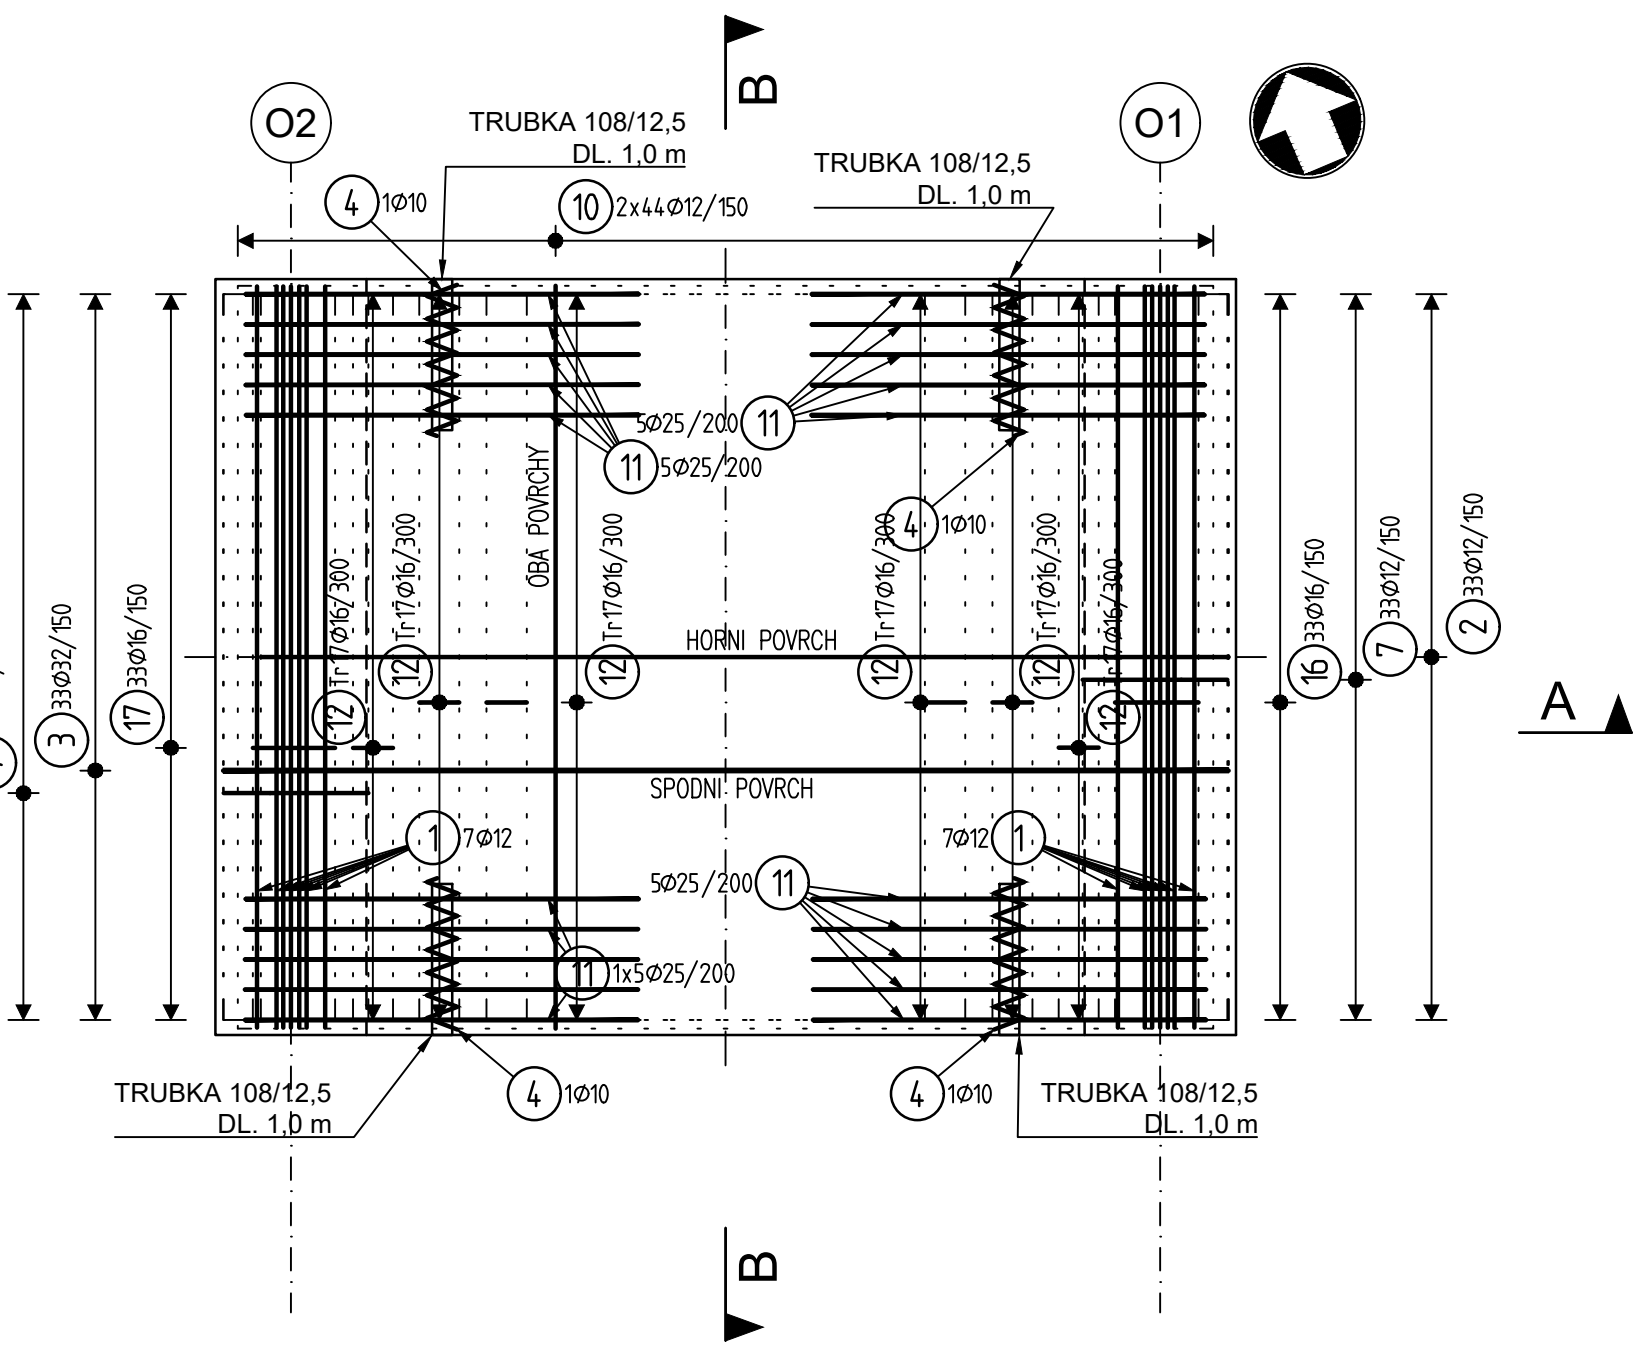 B
O2
O1
TRUBKA 108/12,5
DL. 1,0 m
TRUBKA 108/12,5
DL. 1,0 m
4 1Ø10
10 2x44Ø12/150
5Ø25/200 11
11 5Ø25/200
OBA POVRCHY
4 1Ø10
3 33Ø32/150
17 33Ø16/150
12 Tr17Ø16/300
12 Tr17Ø16/300
12 Tr17Ø16/300
12 Tr17Ø16/300
12 Tr17Ø16/300
12 Tr17Ø16/300
16 33Ø16/150
7 33Ø12/150
2 33Ø12/150
HORNI POVRCH
A
SPODNI POVRCH
1 7Ø12
7Ø12 1
5Ø25/200 11
11 1x5Ø25/200
4 1Ø10
4 1Ø10
TRUBKA 108/12,5
DL. 1,0 m
TRUBKA 108/12,5
DL. 1,0 m
B